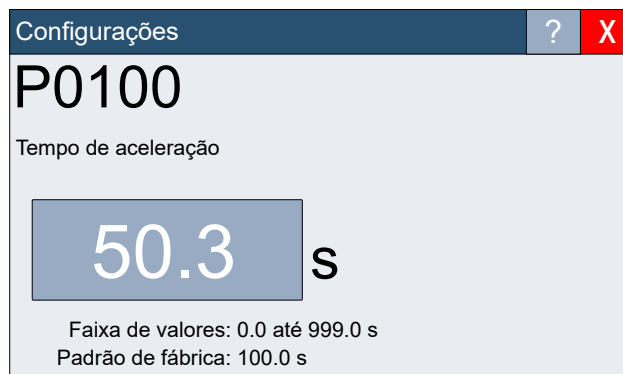 Configurações ? X
P0100
Tempo de aceleração
50.3 s
Faixa de valores: 0.0 até 999.0 s
Padrão de fábrica: 100.0 s